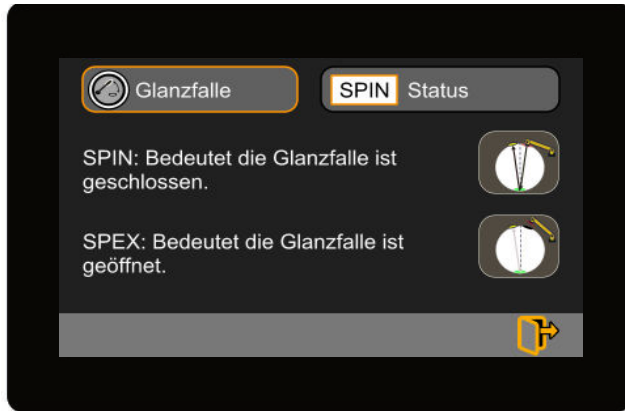 Glanzfalle
SPIN Status
SPIN: Bedeutet die Glanzfalle ist
geschlossen.
SPEX: Bedeutet die Glanzfalle ist
geöffnet.